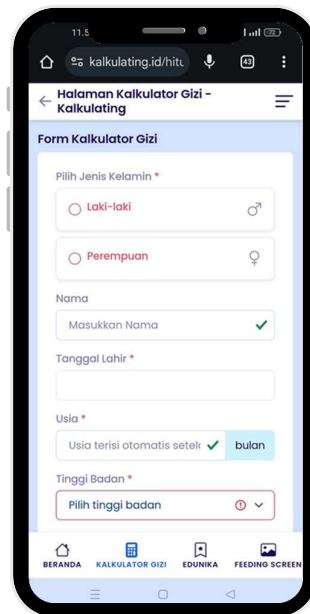 11.5
72
kalkulating.id/hitu
43
Halaman Kalkulator Gizi -
Kalkulating
Form Kalkulator Gizi
Pilih Jenis Kelamin *
Laki-laki
Perempuan
Nama
Masukkan Nama
Tanggal Lahir *
Usia *
Usia terisi otomatis setel
bulan
Tinggi Badan *
Pilih tinggi badan
BERANDA KALKULATOR GIZI EDUNIKA FEEDING SCREEN